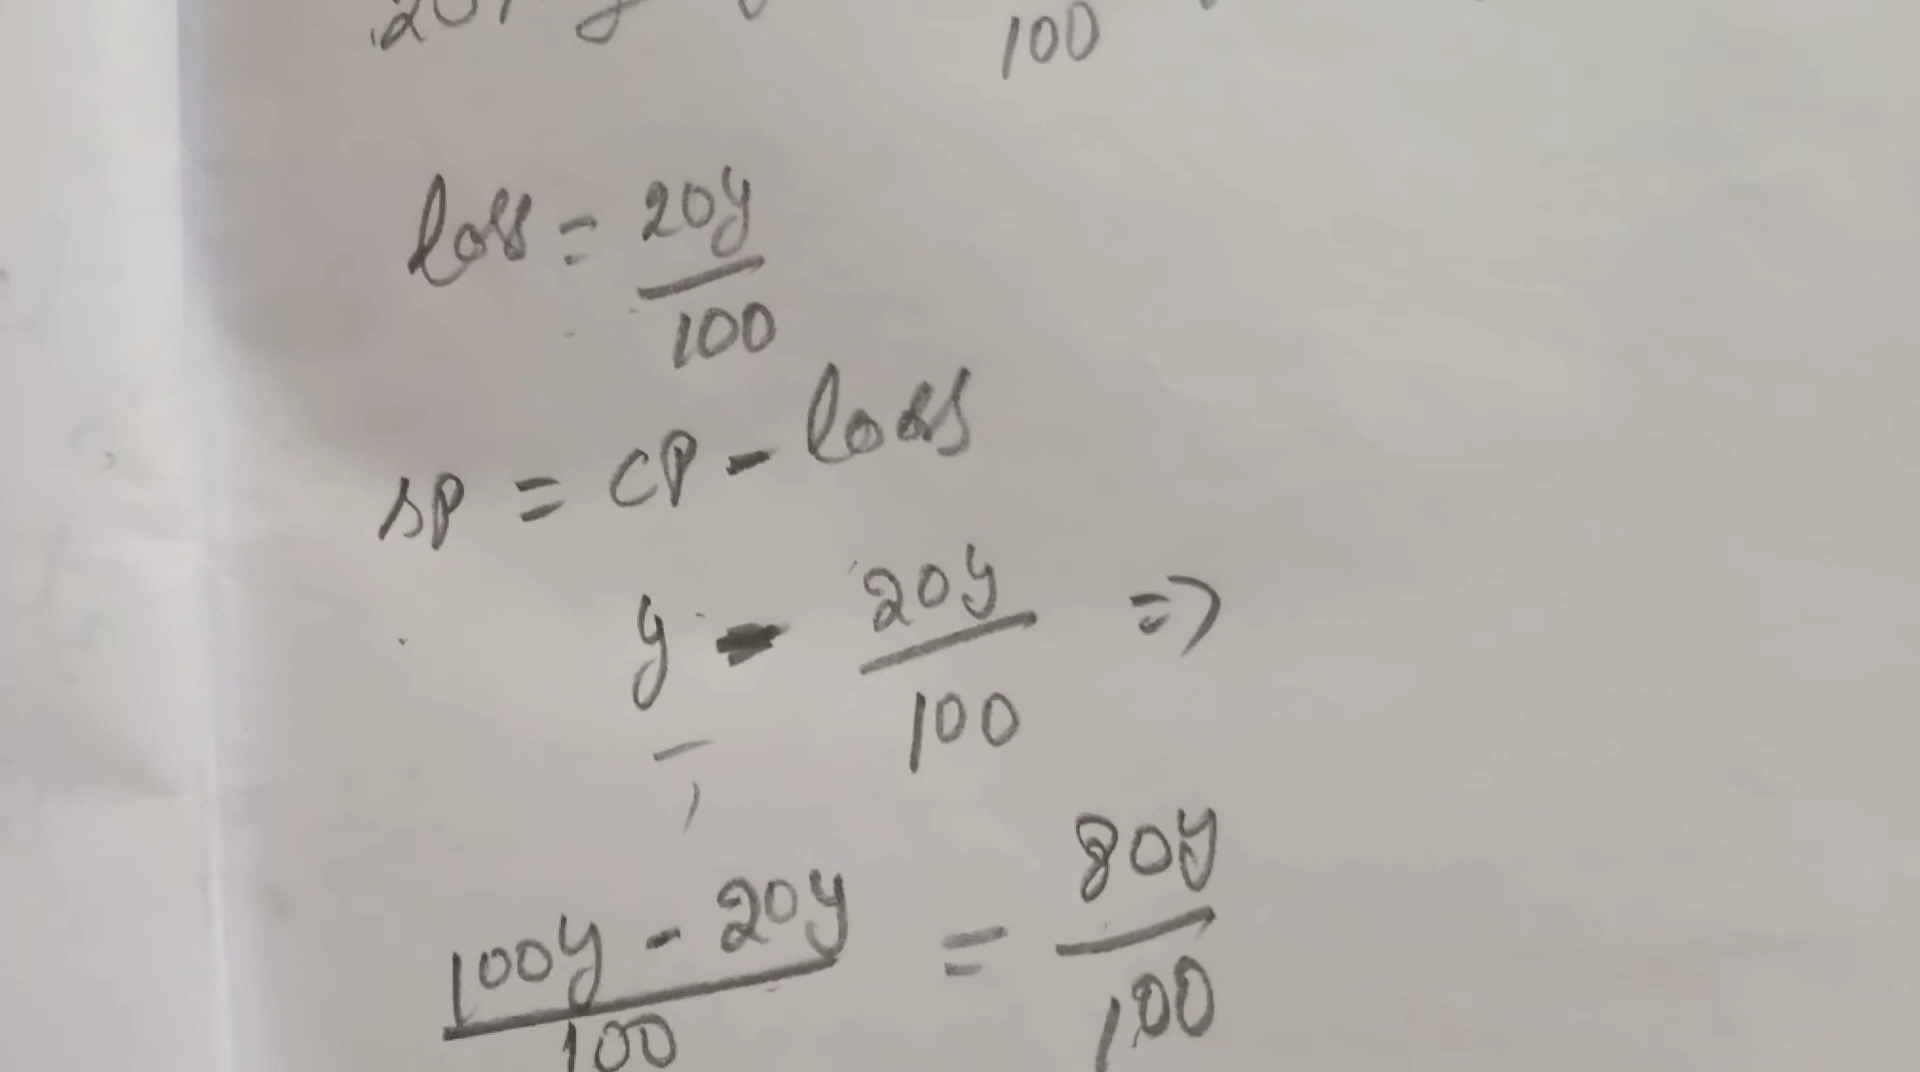 100
loss = 20y
100
SP = CP - loss
y - 20y =>
100
100y - 20y = 80y
100 100